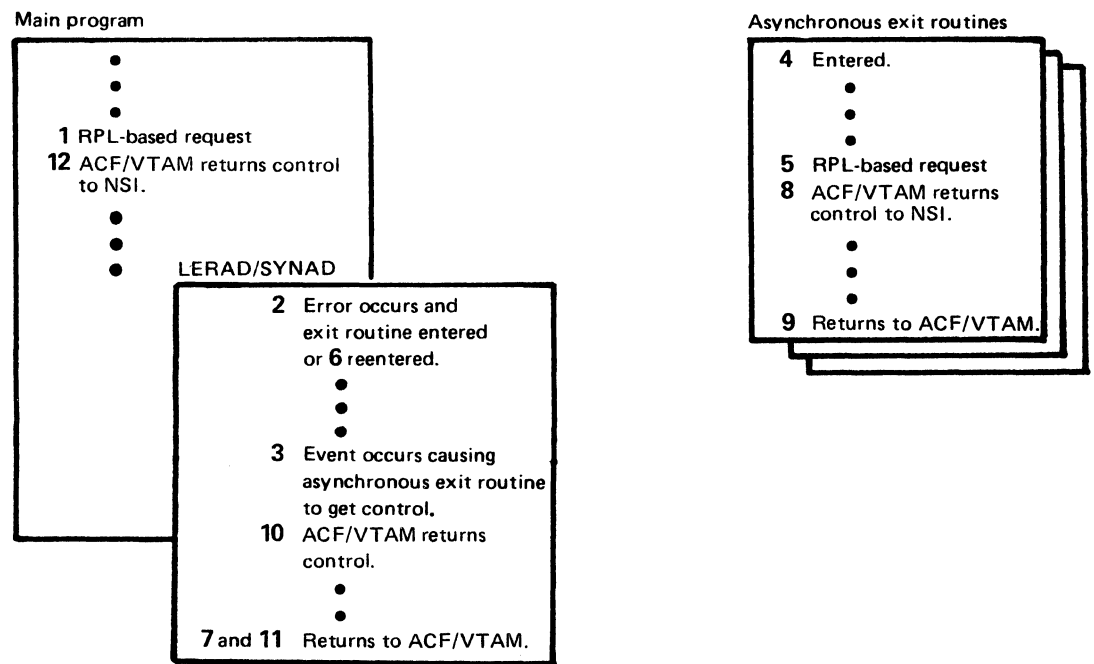 Main program
1 RPL-based request
12 ACF/VTAM returns control
to NSI.
LERAD/SYNAD
2 Error occurs and
exit routine entered
or 6 reentered.
3 Event occurs causing
asynchronous exit routine
to get control.
10 ACF/VTAM returns
control.
7 and 11 Returns to ACF/VTAM.
Asynchronous exit routines
4 Entered.
5 RPL-based request
8 ACF/VTAM returns
control to NSI.
9 Returns to ACF/VTAM.